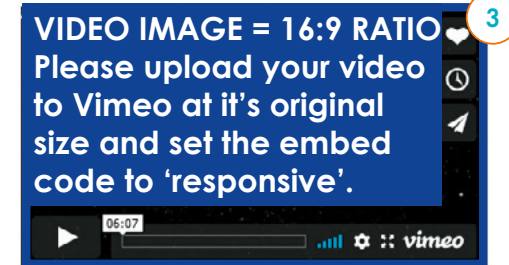 VIDEO IMAGE = 16:9 RATIO
3
Please upload your video
to Vimeo at it's original
size and set the embed
code to ‘responsive’.
06:07
vimeo